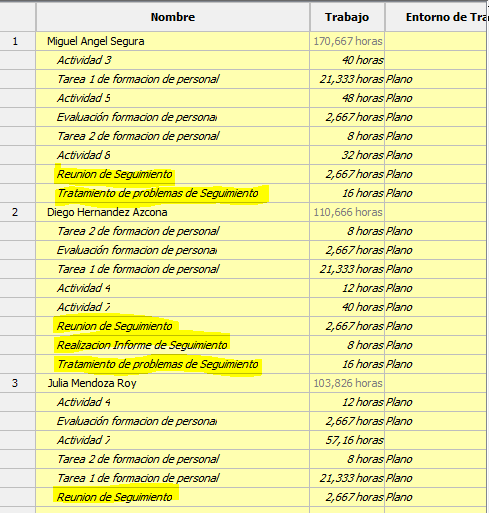 Nombre Trabajo Entorno de Tra
1 Miguel Angel Segura 170,667 horas
Actividad 3 40 horas
Tarea 1 de formacion de personal 21,333 horas Plano
Actividad 5 48 horas Plano
Evaluación formacion de personal 2,667 horas Plano
Tarea 2 de formacion de personal 8 horas Plano
Actividad 8 32 horas Plano
Reunion de Seguimiento 2,667 horas Plano
Tratamiento de problemas de Seguimiento 16 horas Plano
2 Diego Hernandez Azcona 110,666 horas
Tarea 2 de formacion de personal 8 horas Plano
Evaluación formacion de personal 2,667 horas Plano
Tarea 1 de formacion de personal 21,333 horas Plano
Actividad 4 12 horas Plano
Actividad 7 40 horas Plano
Reunion de Seguimiento 2,667 horas Plano
Realizacion Informe de Seguimiento 8 horas Plano
Tratamiento de problemas de Seguimiento 16 horas Plano
3 Julia Mendoza Roy 103,826 horas
Actividad 4 12 horas Plano
Evaluación formacion de personal 2,667 horas Plano
Actividad 7 57,16 horas Plano
Tarea 2 de formacion de personal 8 horas Plano
Tarea 1 de formacion de personal 21,333 horas Plano
Reunion de Seguimiento 2,667 horas Plano